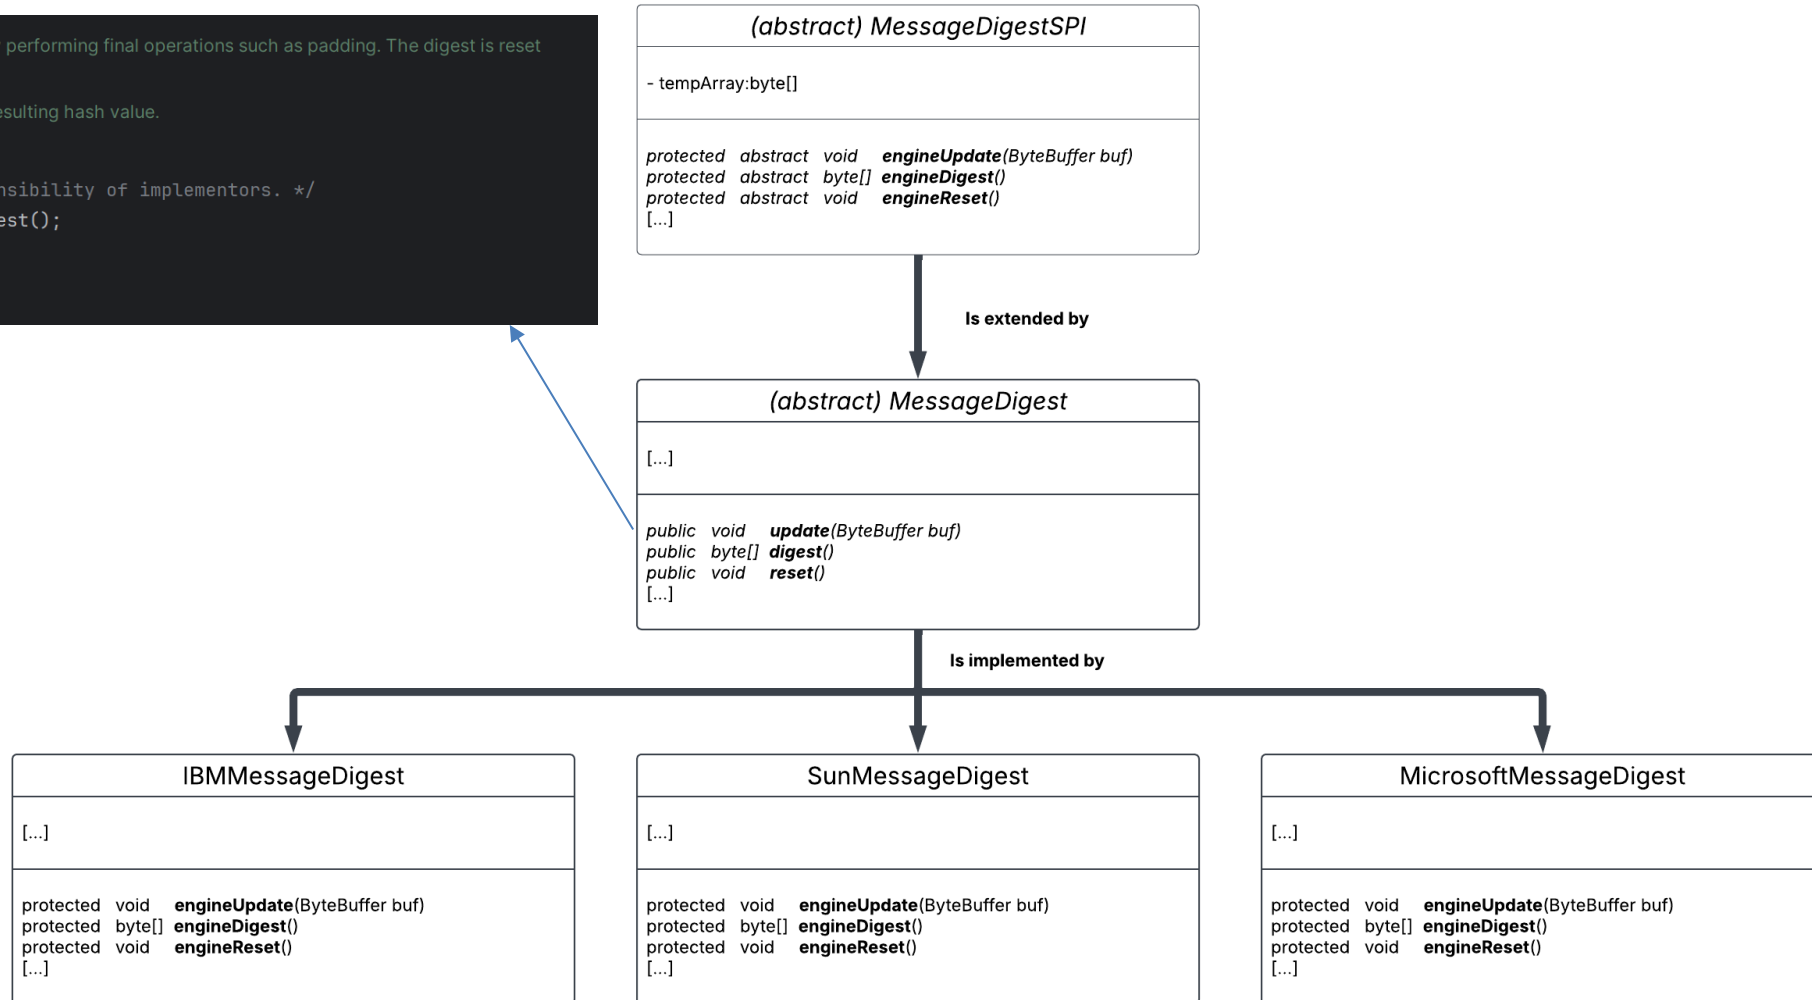 performing final operations such as padding. The digest is reset
hash value.
of implementors. */
(abstract) MessageDigestSPI
- tempArray:byte[]
protected abstract void engineUpdate(ByteBuffer buf)
protected abstract byte[] engineDigest()
protected abstract void engineReset()
[...]
Is extended by
(abstract) MessageDigest
[...]
public void update(ByteBuffer buf)
public byte[] digest()
public void reset()
[...]
Is implemented by
IBMMessageDigest
[...]
protected void engineUpdate(ByteBuffer buf)
protected byte[] engineDigest()
protected void engineReset()
[...]
SunMessageDigest
[...]
protected void engineUpdate(ByteBuffer buf)
protected byte[] engineDigest()
protected void engineReset()
[...]
MicrosoftMessageDigest
[...]
protected void engineUpdate(ByteBuffer buf)
protected byte[] engineDigest()
protected void engineReset()
[...]